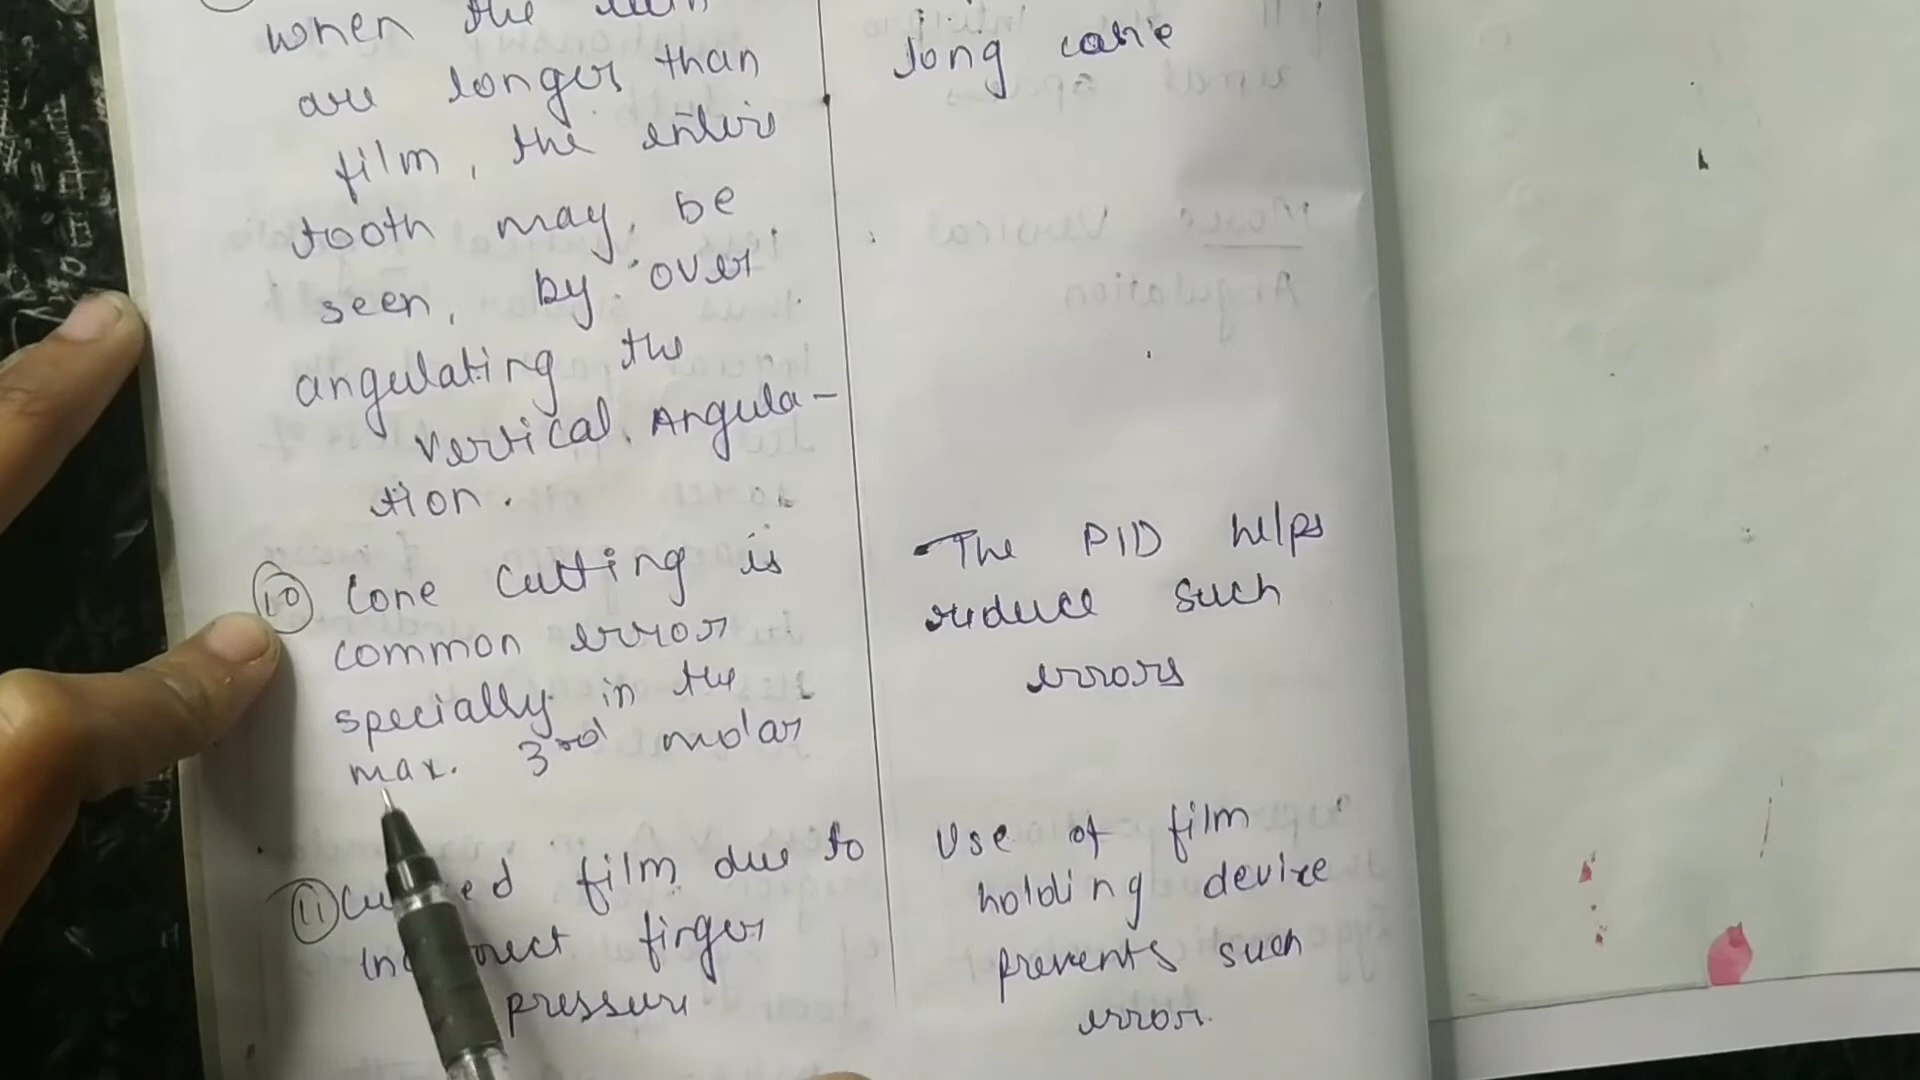 when the
are longer than
film, the entire
tooth may be
seen, by over
angulating the
vertical Angula-
tion.
10 Cone Cutting is
common error
specially in the
max. 3rd molar
11 film due to
finger
pressure
long cone
The PID helps
reduce such
errors
Use of film
holding device
prevents such
error.